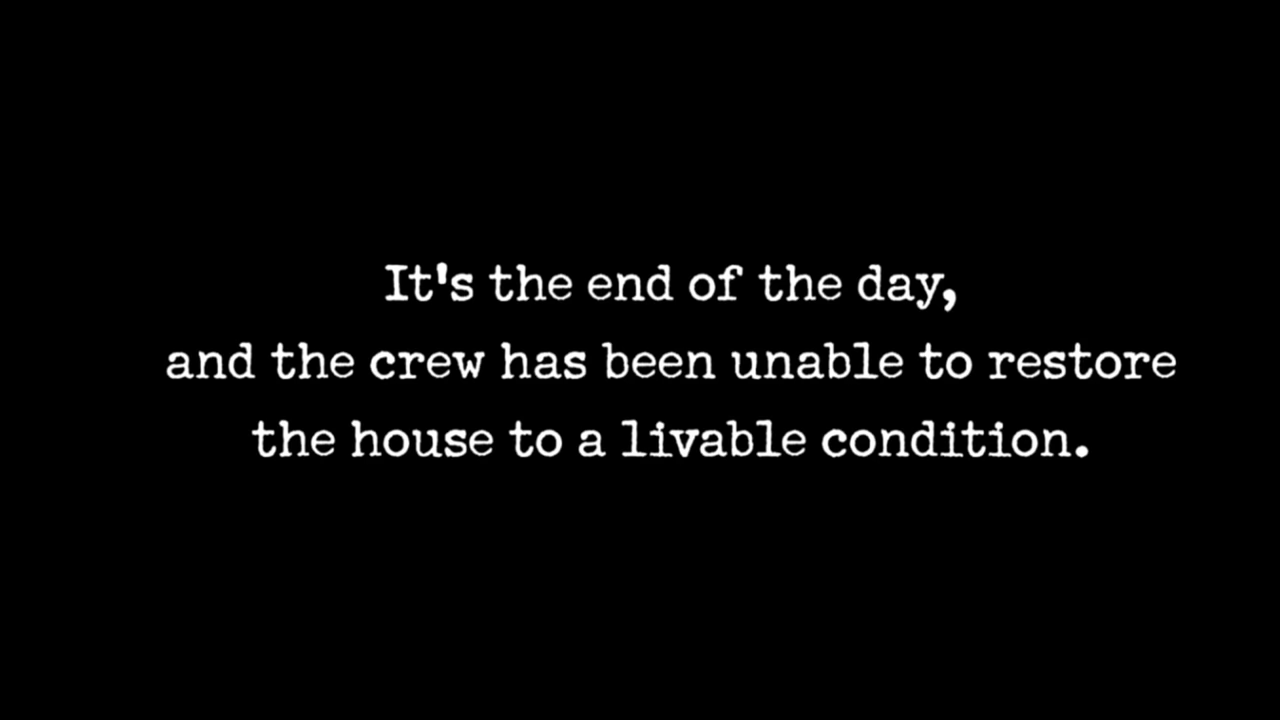 It's the end of the day,
and the crew has been unable to restore
the house to a livable condition.